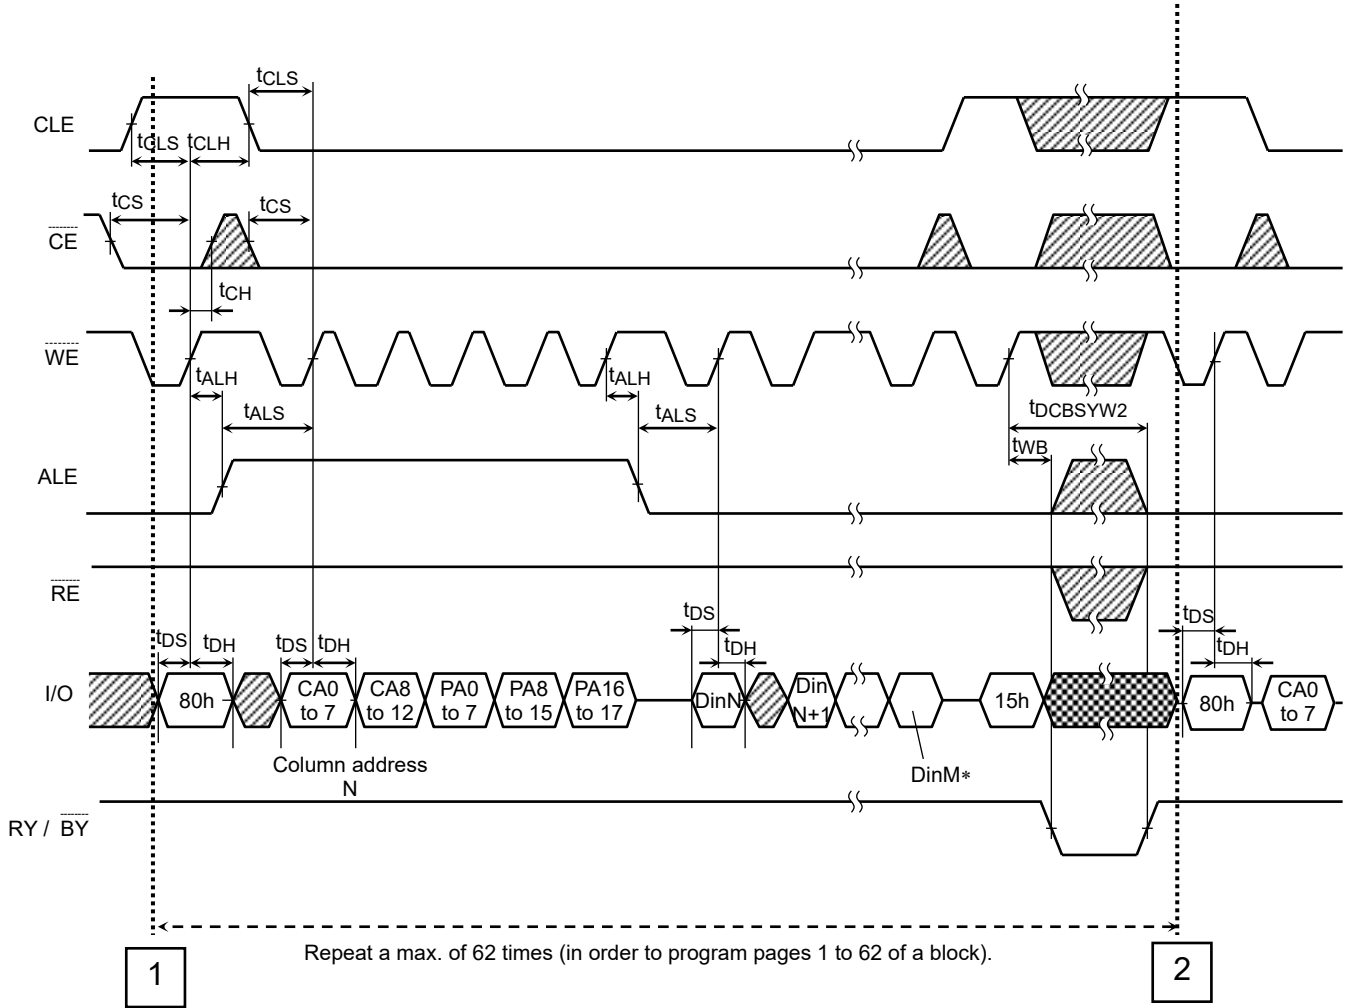 tCLS
CLE
tCLS tCLH
tCS
tCS
CE
tCH
WE
tALH
tALH
tALS
tALS
tDCBSYW2
tWB
ALE
RE
tDS
tDH
tDS
tDH
tDS
tDH
tDS
tDH
I/O
80h
CA0
to 7
CA8
to 12
PA0
to 7
PA8
to 15
PA16
to 17
DinN
Din
N+1
15h
80h
CA0
to 7
Column address
N
DinM*
RY / BY
Repeat a max. of 62 times (in order to program pages 1 to 62 of a block).
1
2